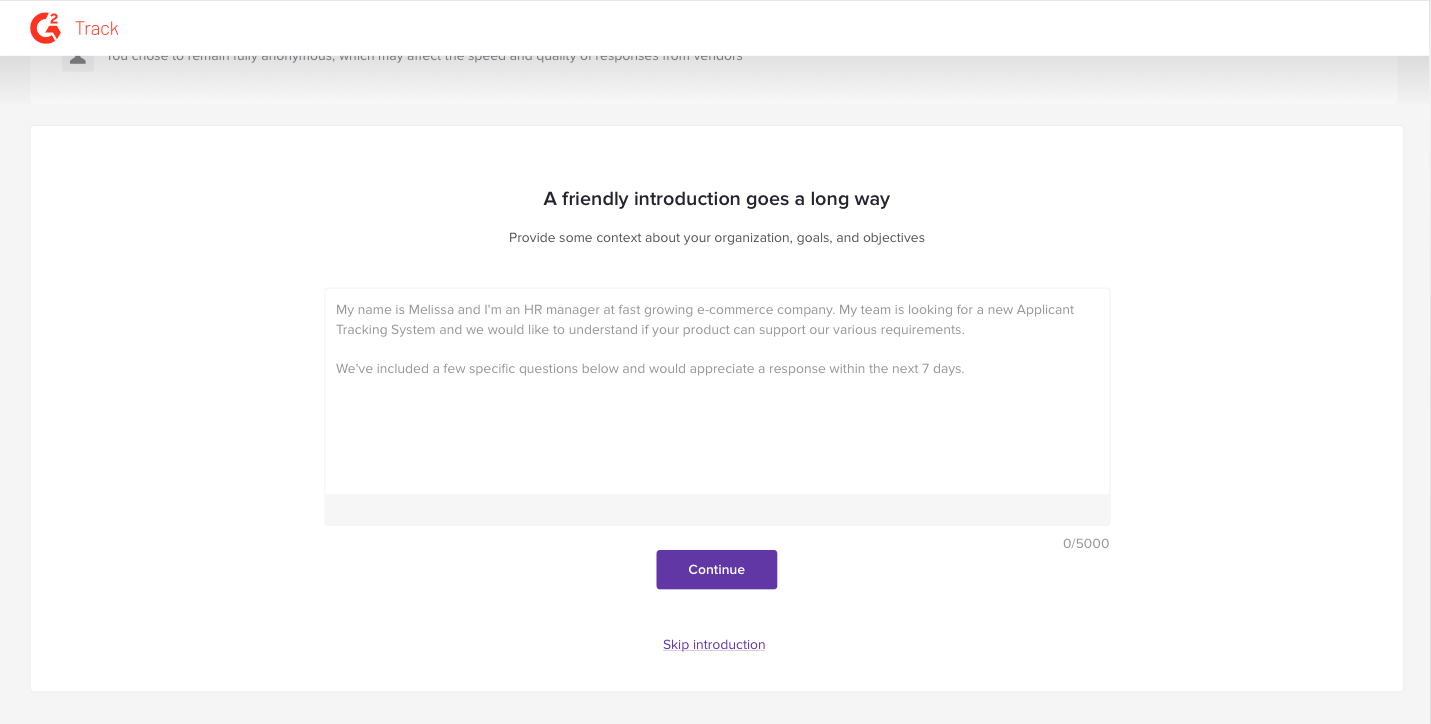 G2 Track
You chose to remain fully anonymous, which may affect the speed and quality of responses from vendors
A friendly introduction goes a long way
Provide some context about your organization, goals, and objectives
My name is Melissa and I'm an HR manager at fast growing e-commerce company. My team is looking for a new Applicant
Tracking System and we would like to understand if your product can support our various requirements.
We've included a few specific questions below and would appreciate a response within the next 7 days.
0/5000
Continue
Skip introduction